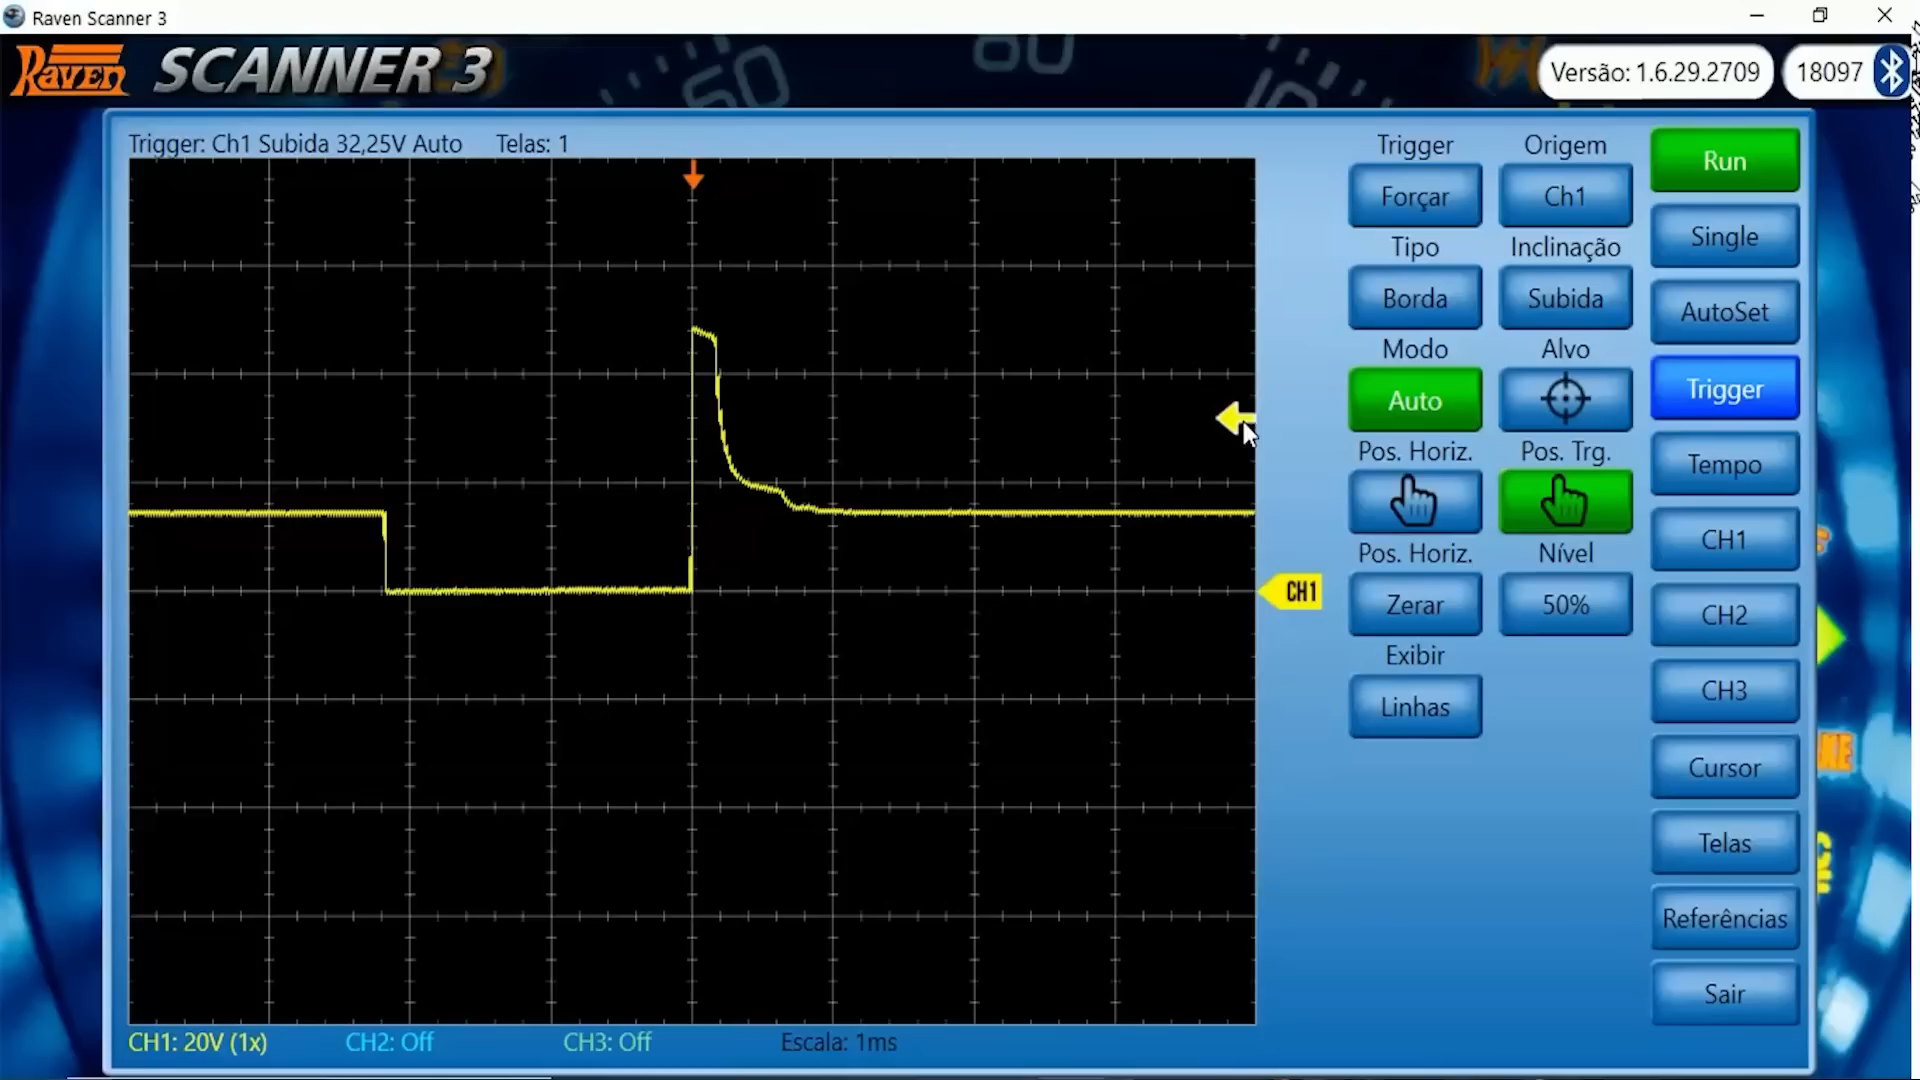 Raven Scanner 3
Raven SCANNER 3
50
80
Versão: 1.6.29.2709
18097
Trigger: Ch1 Subida 32,25V Auto Telas: 1
Trigger Origem
Forçar Ch1
Tipo Inclinação
Borda Subida
Modo Alvo
Auto
Pos. Horiz. Pos. Trg.
Pos. Horiz. Nível
Zerar 50%
Exibir
Linhas
Run
Single
AutoSet
Trigger
Tempo
CH1
CH2
CH3
Cursor
Telas
Referências
Sair
CH1
CH1: 20V (1x) CH2: Off CH3: Off Escala: 1ms